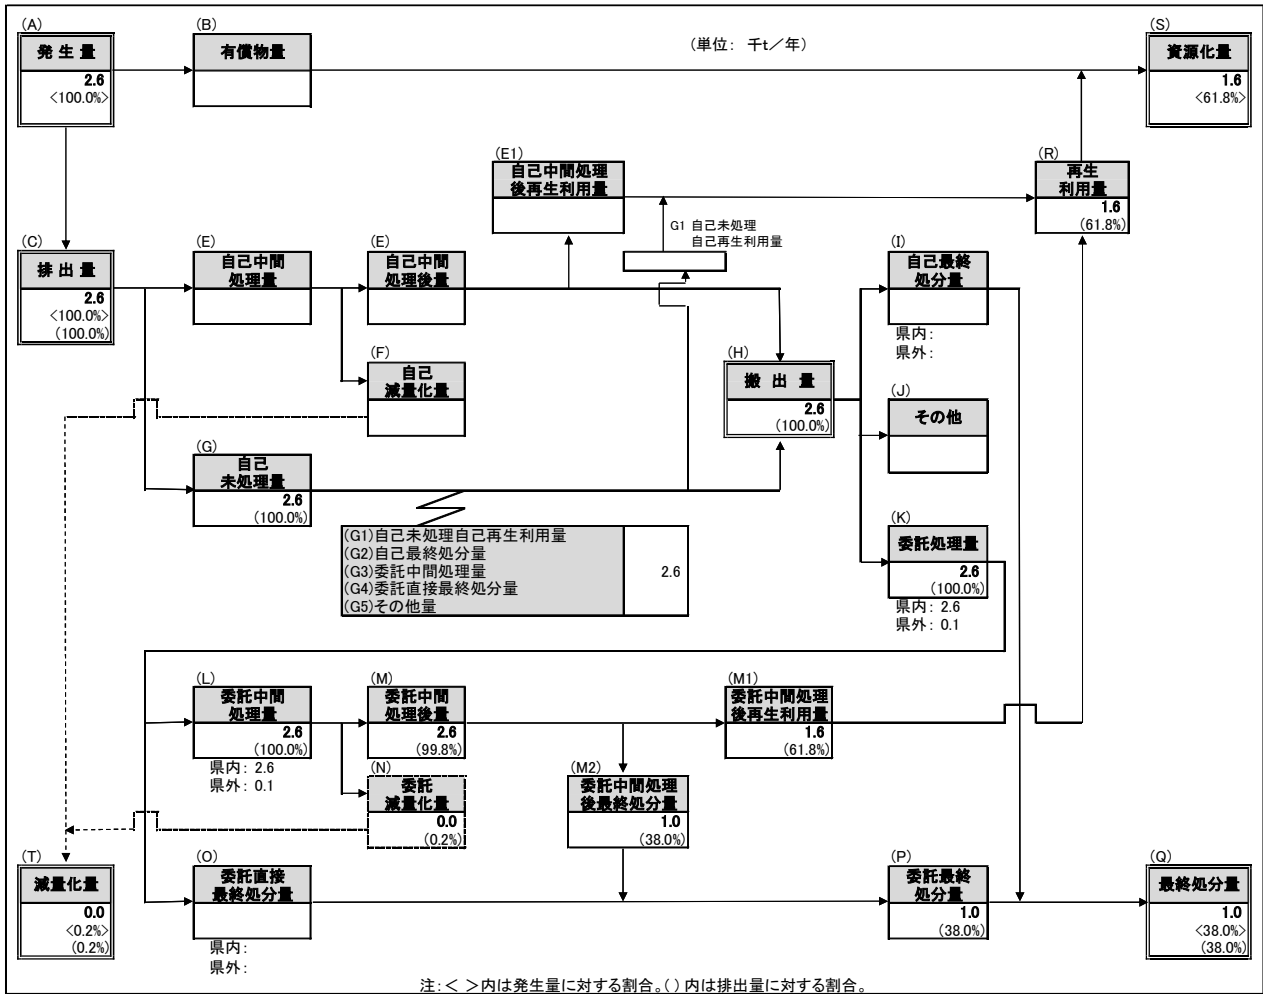 (A)
発 生 量
2.6
<100.0%>
(B)
有償物量
(単位： 千t／年)
(S)
資源化量
1.6
<61.8%>
(E1)
自己中間処理
後再生利用量
(R)
再生
利用量
1.6
(61.8%)
G1 自己未処理
自己再生利用量
(C)
排 出 量
2.6
<100.0%>
(100.0%)
(E)
自己中間
処理量
(E)
自己中間
処理後量
(I)
自己最終
処分量
県内：
県外：
(F)
自己
減量化量
(H)
搬 出 量
2.6
(100.0%)
(J)
その他
(G)
自己
未処理量
2.6
(100.0%)
(G1)自己未処理自己再生利用量
(G2)自己最終処分量
(G3)委託中間処理量
(G4)委託直接最終処分量
(G5)その他量
2.6
(K)
委託処理量
2.6
(100.0%)
県内： 2.6
県外： 0.1
(L)
委託中間
処理量
2.6
(100.0%)
県内： 2.6
県外： 0.1
(M)
委託中間
処理後量
2.6
(99.8%)
(M1)
委託中間処理
後再生利用量
1.6
(61.8%)
(N)
委託
減量化量
0.0
(0.2%)
(M2)
委託中間処理
後最終処分量
1.0
(38.0%)
(T)
減量化量
0.0
<0.2%>
(0.2%)
(O)
委託直接
最終処分量
県内：
県外：
(P)
委託最終
処分量
1.0
(38.0%)
(Q)
最終処分量
1.0
<38.0%>
(38.0%)
注：< >内は発生量に対する割合。( )内は排出量に対する割合。